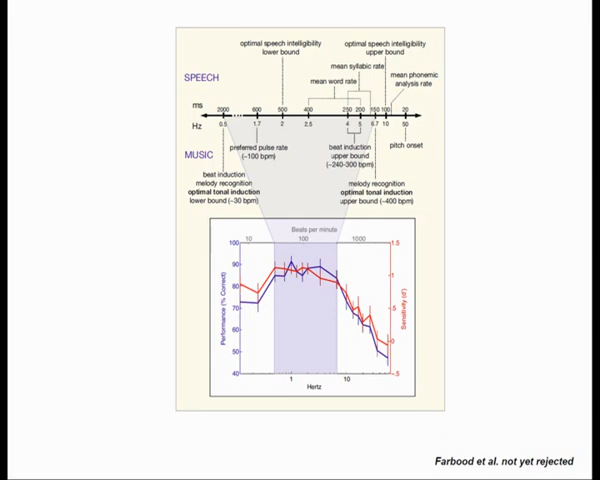 optimal speech intelligibility
lower bound
optimal speech intelligibility
upper bound
SPEECH
mean word rate
mean syllabic rate
mean phonemic
analysis rate
ms
2000 600 500 400 250 200 150 100 20
Hz
0.5 1.7 2 2.5 4 5 6.7 10 50
MUSIC
preferred pulse rate
(~100 bpm)
beat induction
upper bound
(~240-300 bpm)
pitch onset
beat induction
melody recognition
optimal tonal induction
lower bound (~30 bpm)
melody recognition
optimal tonal induction
upper bound (~400 bpm)
Beats per minute
10 100 1000
Performance (% Correct)
100
90
80
70
60
50
40
1.5
1
.5
0
-.5
Sensitivity (d')
1 10
Hertz
Farbood et al. not yet rejected